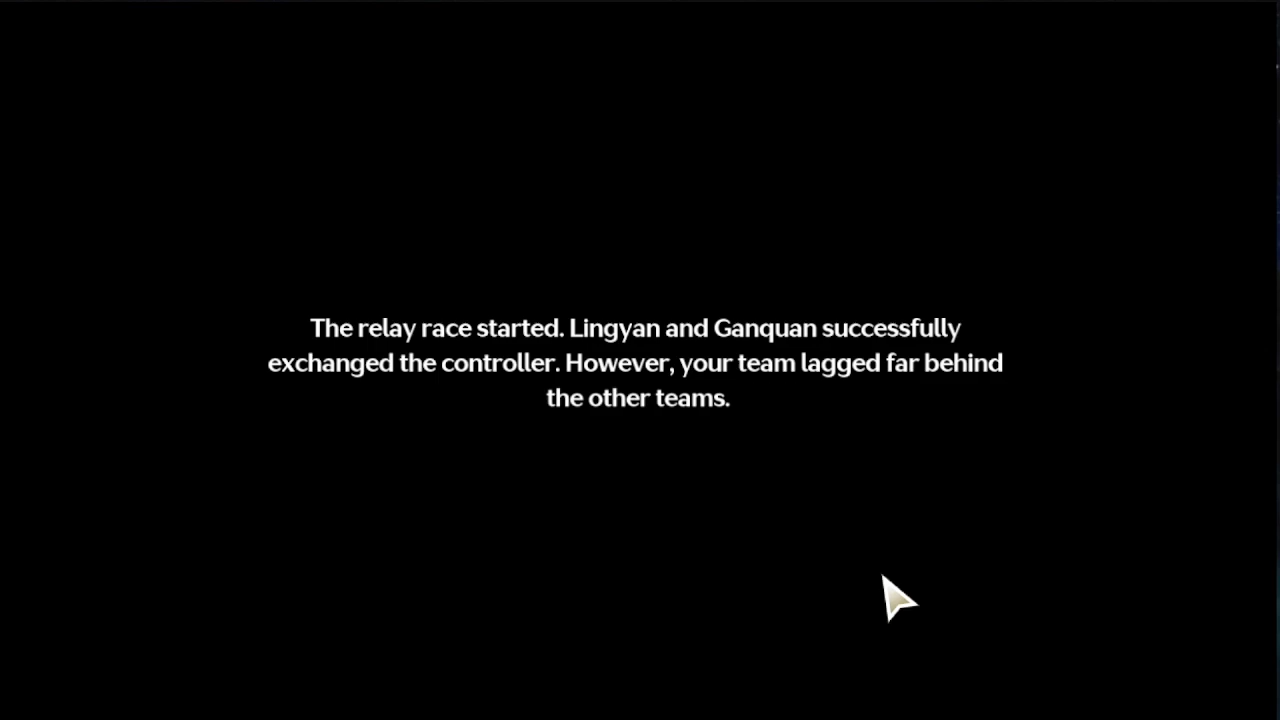 The relay race started. Lingyan and Ganquan successfully
exchanged the controller. However, your team lagged far behind
the other teams.